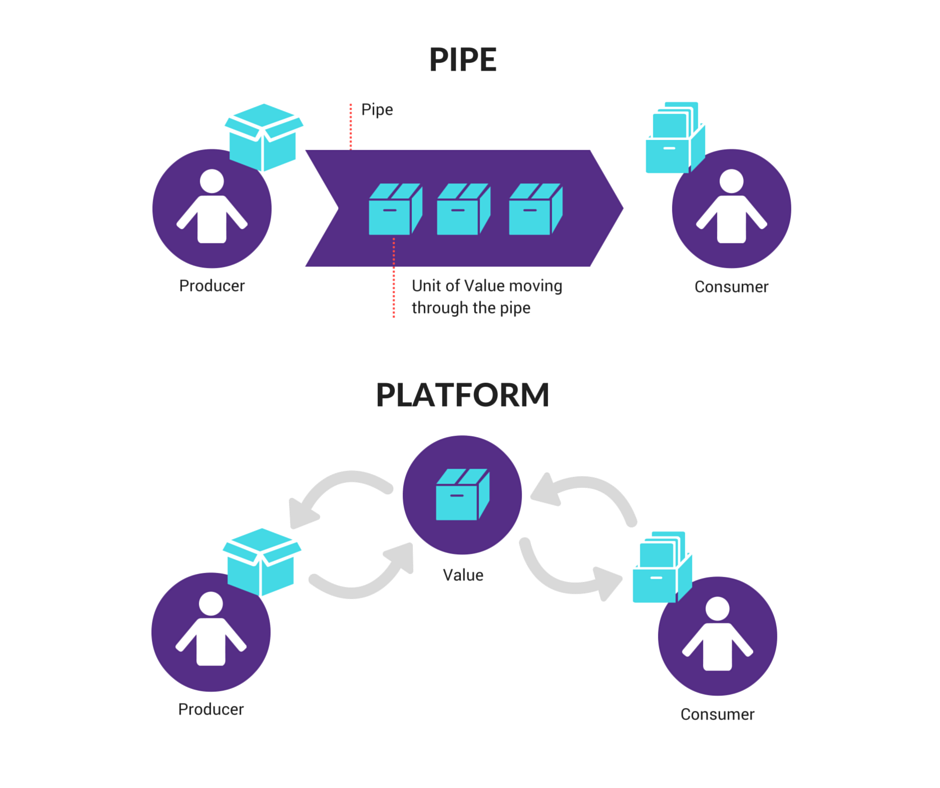 PIPE
Pipe
Producer
Unit of Value moving
through the pipe
Consumer
PLATFORM
Value
Producer
Consumer